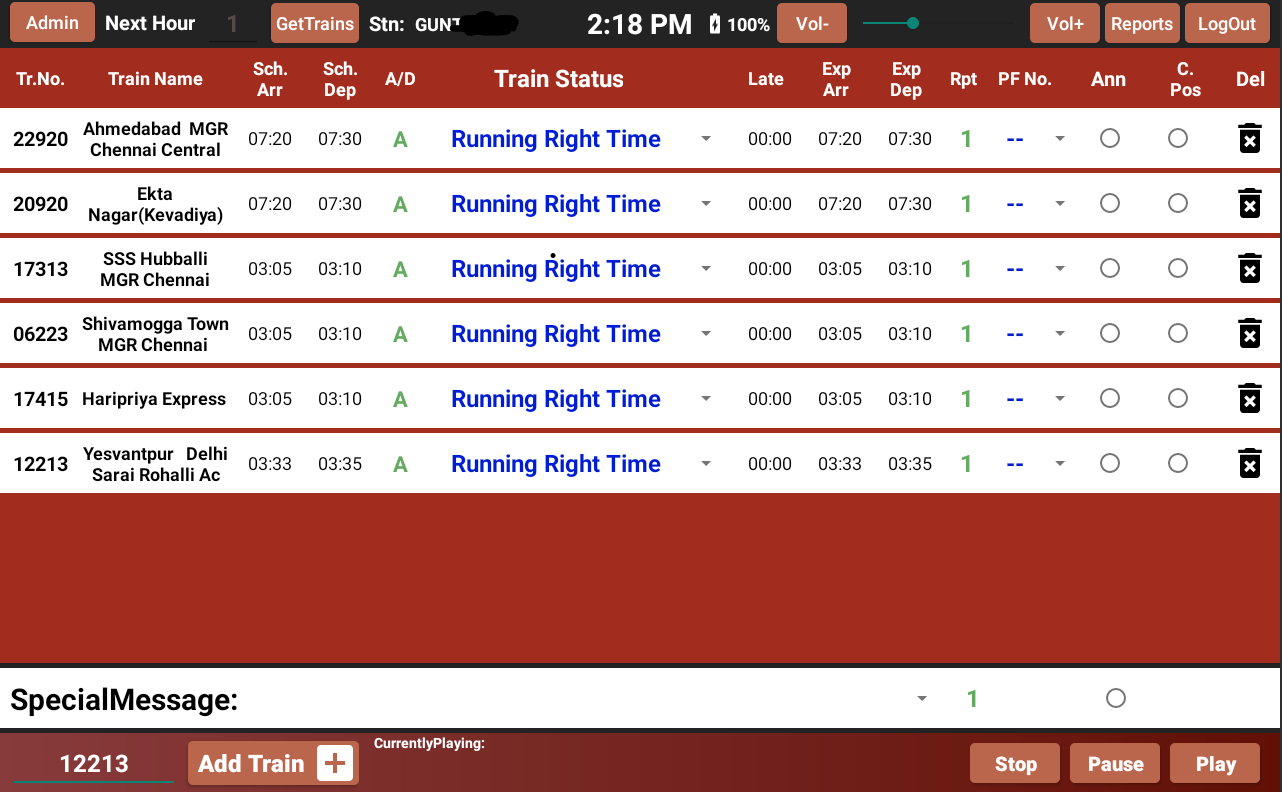 Admin Next Hour 1 GetTrains Stn: 2:18 PM 100% Vol- Vol+ Reports LogOut
Tr.No. Train Name Sch. Arr Sch. Dep A/D Train Status Late Exp Arr Exp Dep Rpt PF No. Ann C. Pos Del
22920 Ahmedabad MGR Chennai Central 07:20 07:30 A Running Right Time 00:00 07:20 07:30 1 --
20920 Ekta Nagar(Kevadiya) 07:20 07:30 A Running Right Time 00:00 07:20 07:30 1 --
17313 SSS Hubballi MGR Chennai 03:05 03:10 A Running Right Time 00:00 03:05 03:10 1 --
06223 Shivamogga Town MGR Chennai 03:05 03:10 A Running Right Time 00:00 03:05 03:10 1 --
17415 Haripriya Express 03:05 03:10 A Running Right Time 00:00 03:05 03:10 1 --
12213 Yesvantpur Delhi Sarai Rohalli Ac 03:33 03:35 A Running Right Time 00:00 03:33 03:35 1 --
SpecialMessage: 1
CurrentlyPlaying:
12213 Add Train Stop Pause Play